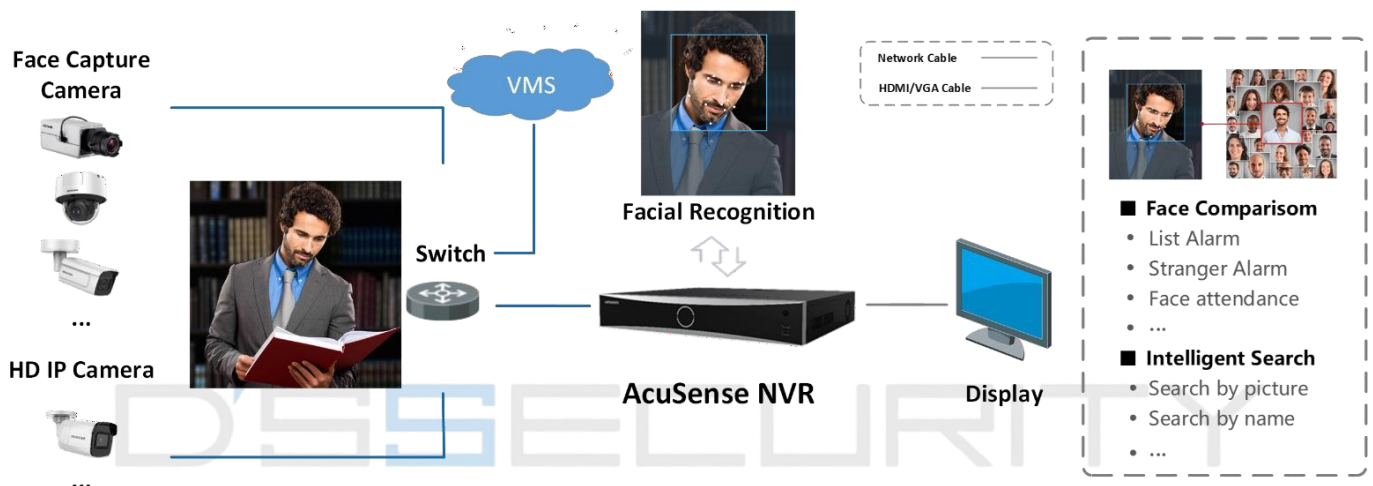 Face Capture
Camera
...
HD IP Camera
...
VMS
Switch
Facial Recognition
AcuSense NVR
Display
Network Cable
HDMI/VGA Cable
■ Face Comparisom
• List Alarm
• Stranger Alarm
• Face attendance
• ...
■ Intelligent Search
• Search by picture
• Search by name
• ...
D'SSECURITY